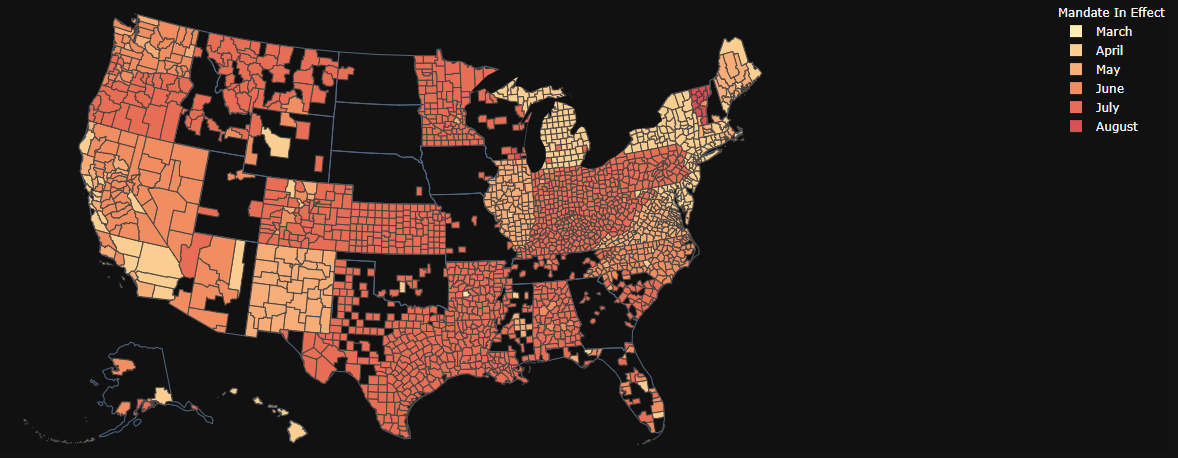 Mandate In Effect
March
April
May
June
July
August